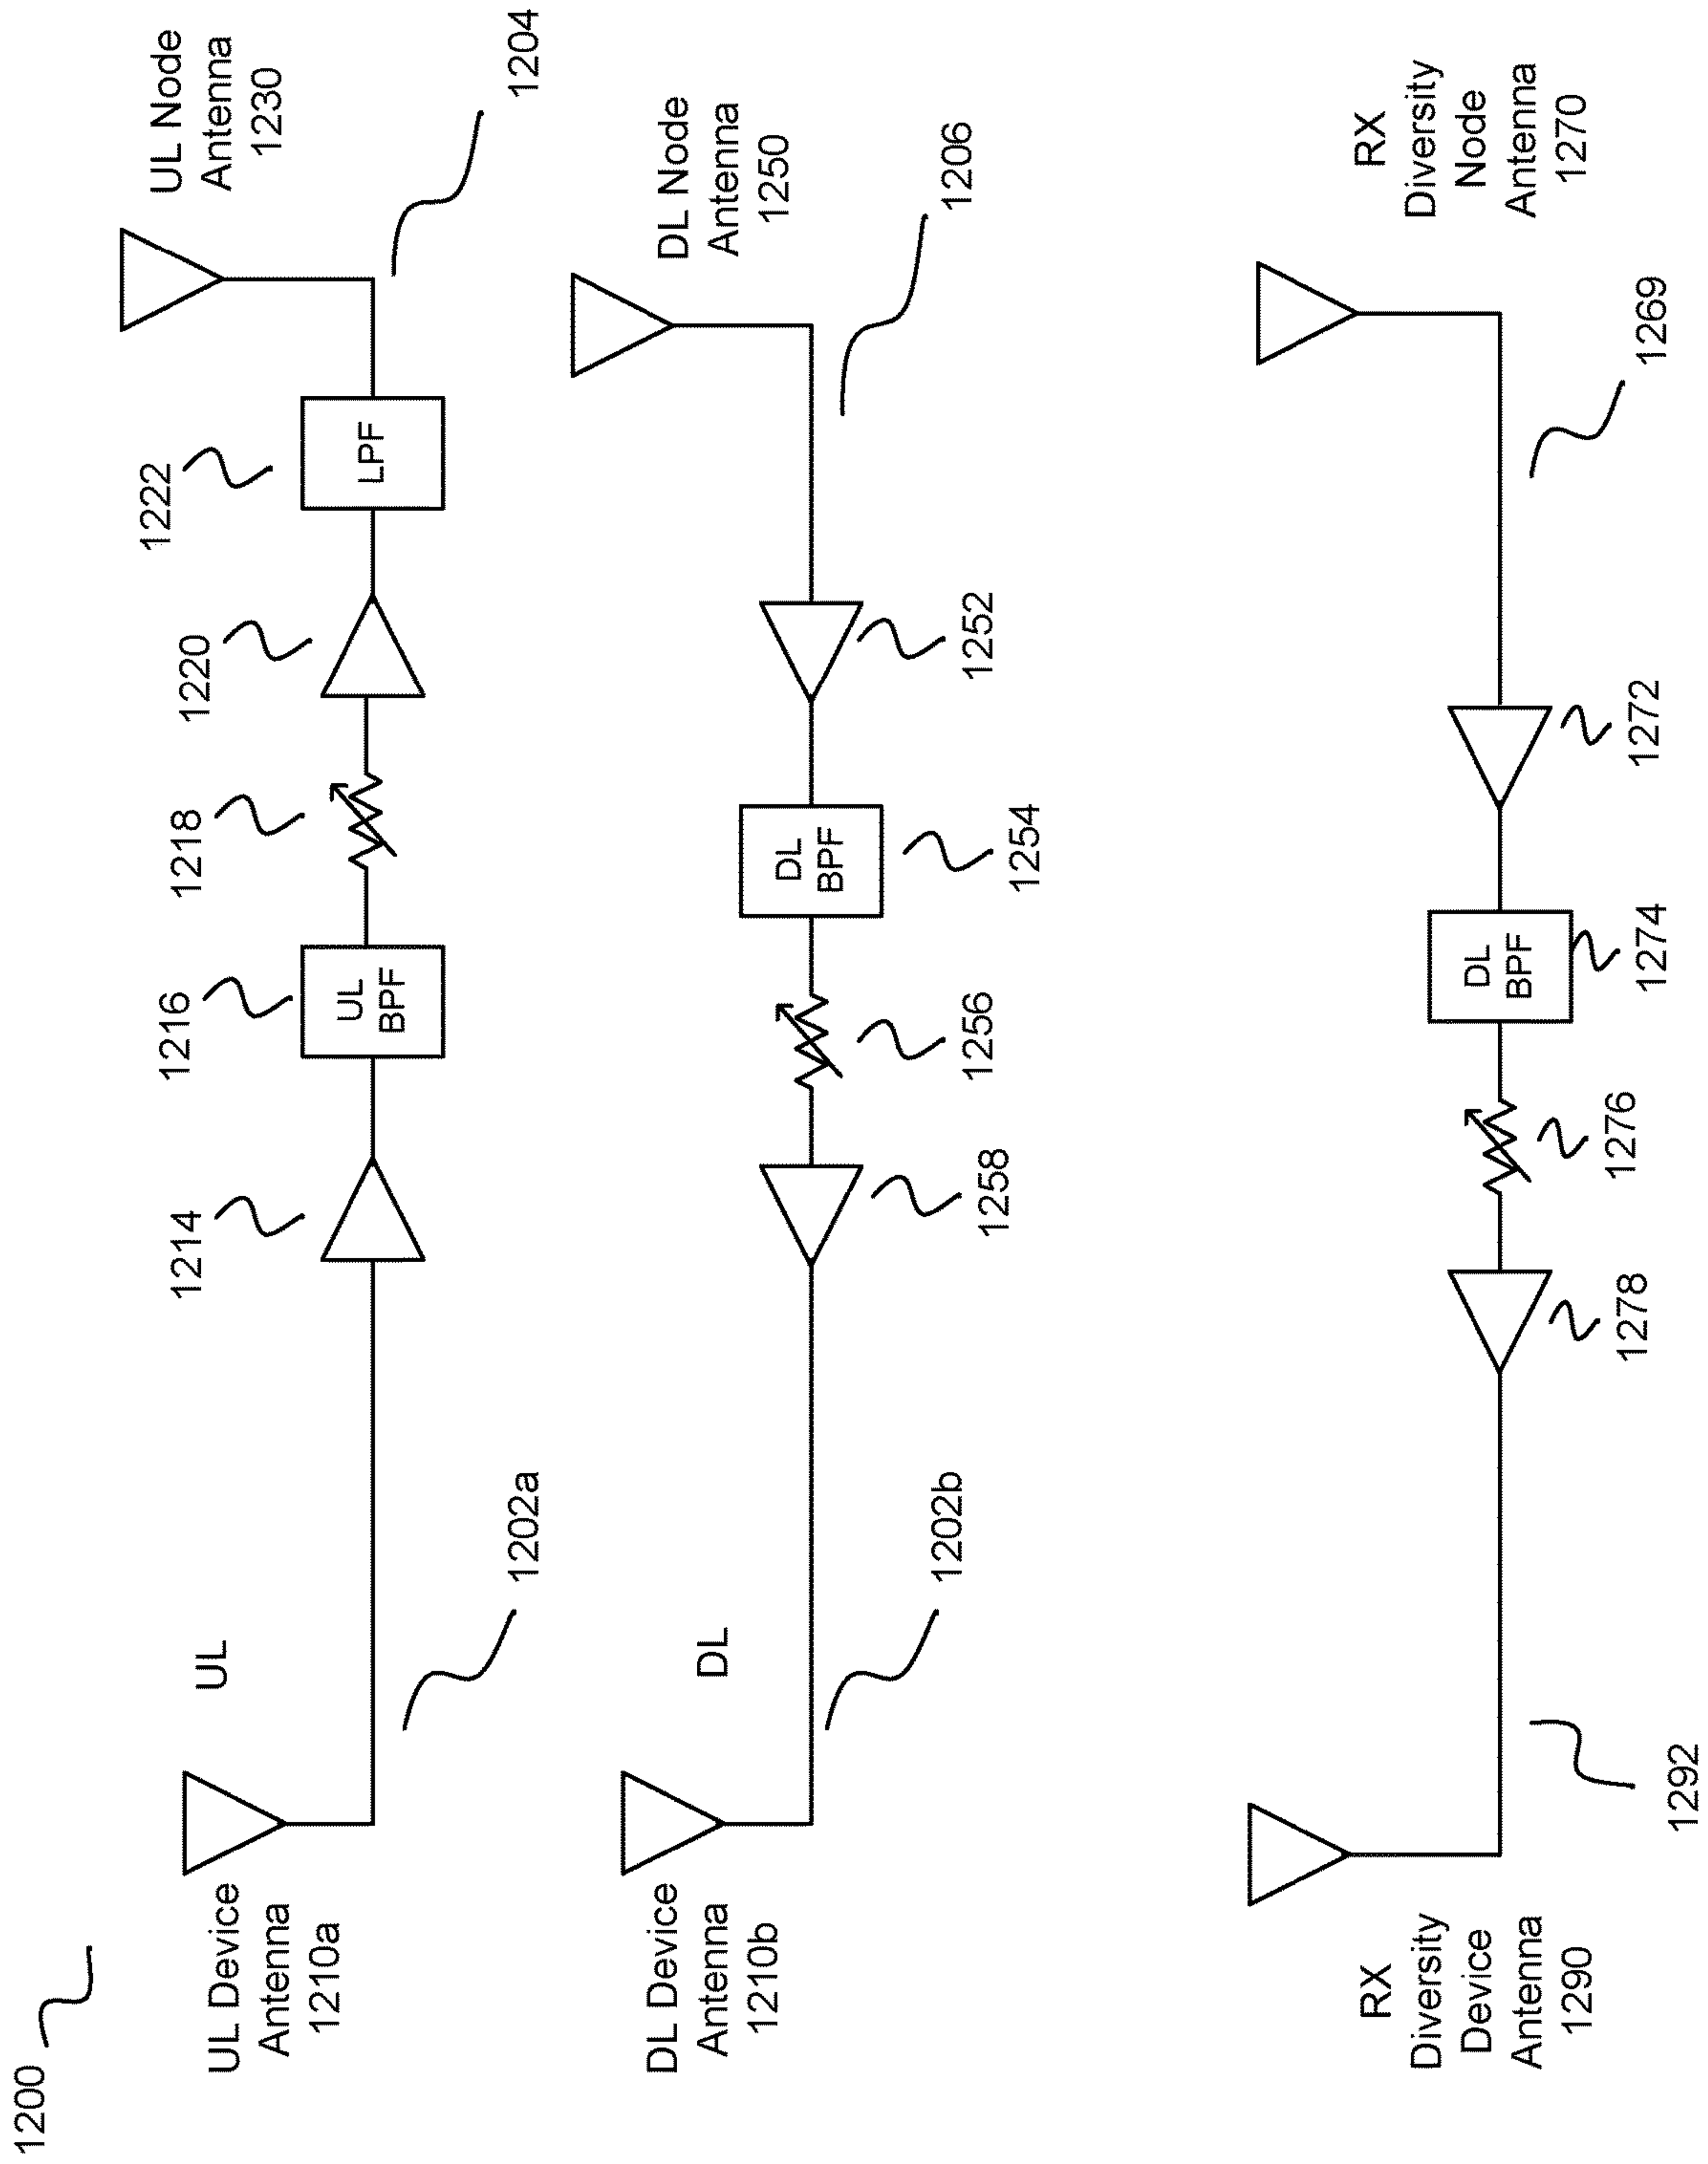 1200
UL Device
Antenna
1210a
UL
1202a
1214
1216
UL
BPF
1218
1220
1222
LPF
UL Node
Antenna
1230
1204
DL Device
Antenna
1210b
DL
1202b
1258
1256
DL
BPF
1254
1252
DL Node
Antenna
1250
1206
RX
Diversity
Device
Antenna
1290
1292
1278
1276
DL
BPF
1274
1272
1269
RX
Diversity
Node
Antenna
1270